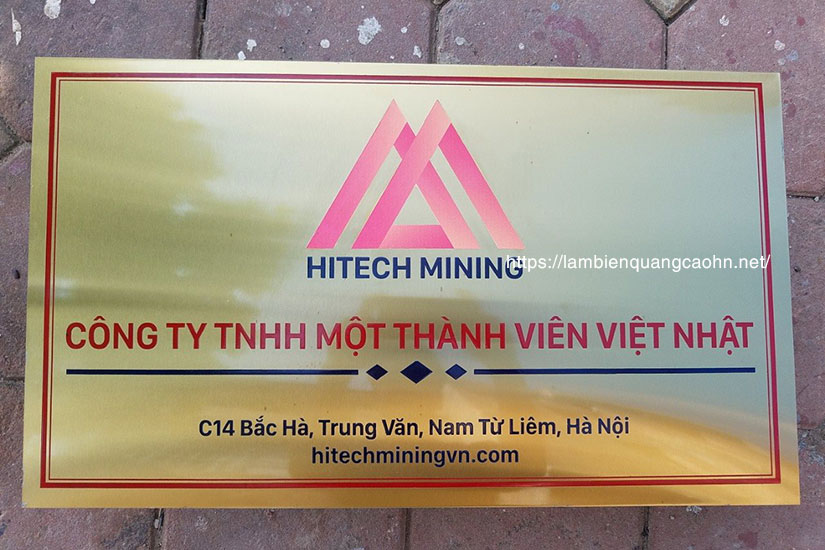 HITECH MINING
https://lambienquangcaohn.net/
CÔNG TY TNHH MỘT THÀNH VIÊN VIỆT NHẬT
C14 Bắc Hà, Trung Văn, Nam Từ Liêm, Hà Nội
hitechminingvn.com